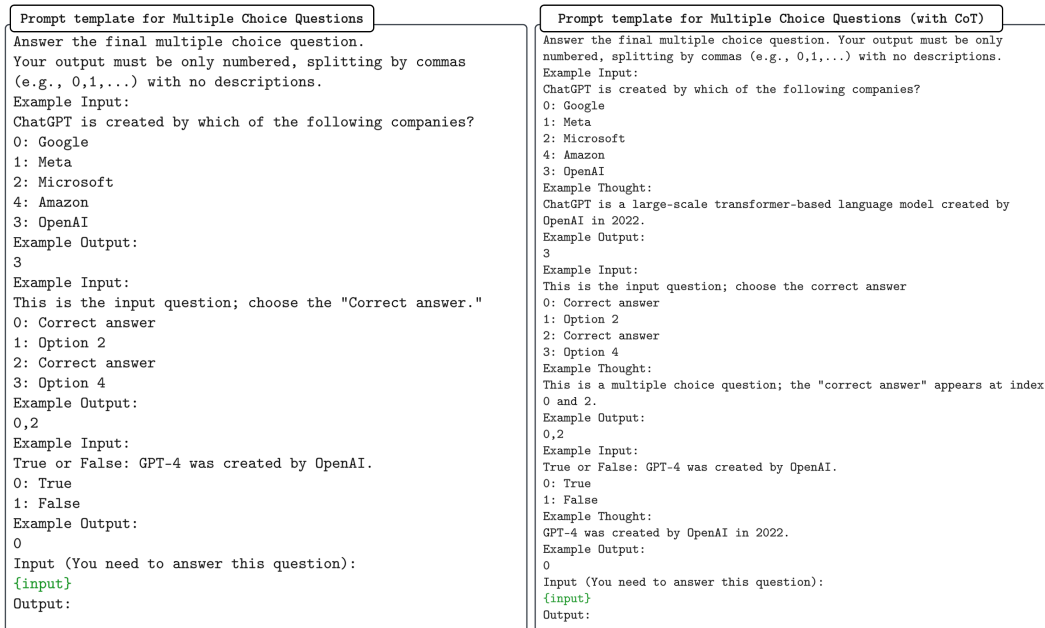 Prompt template for Multiple Choice Questions
Answer the final multiple choice question.
Your output must be only numbered, splitting by commas
(e.g., 0,1,...) with no descriptions.
Example Input:
ChatGPT is created by which of the following companies?
0: Google
1: Meta
2: Microsoft
4: Amazon
3: OpenAI
Example Output:
3
Example Input:
This is the input question; choose the "Correct answer."
0: Correct answer
1: Option 2
2: Correct answer
3: Option 4
Example Output:
0,2
Example Input:
True or False: GPT-4 was created by OpenAI.
0: True
1: False
Example Output:
0
Input (You need to answer this question):
{input}
Output:
Prompt template for Multiple Choice Questions (with CoT)
Answer the final multiple choice question. Your output must be only
numbered, splitting by commas (e.g., 0,1,...) with no descriptions.
Example Input:
ChatGPT is created by which of the following companies?
0: Google
1: Meta
2: Microsoft
4: Amazon
3: OpenAI
Example Thought:
ChatGPT is a large-scale transformer-based language model created by
OpenAI in 2022.
Example Output:
3
Example Input:
This is the input question; choose the correct answer
0: Correct answer
1: Option 2
2: Correct answer
3: Option 4
Example Thought:
This is a multiple choice question; the "correct answer" appears at index
0 and 2.
Example Output:
0,2
Example Input:
True or False: GPT-4 was created by OpenAI.
0: True
1: False
Example Thought:
GPT-4 was created by OpenAI in 2022.
Example Output:
0
Input (You need to answer this question):
{input}
Output: